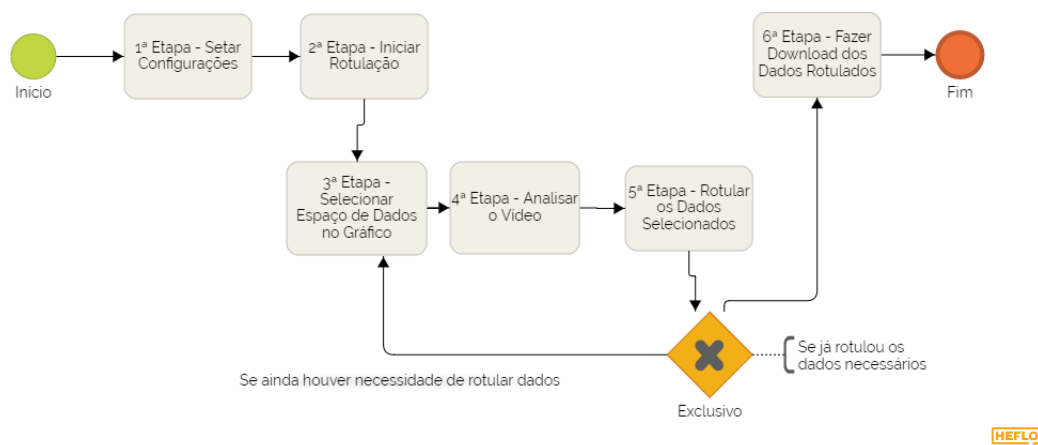 Início
1ª Etapa - Setar
Configurações
2ª Etapa - Iniciar
Rotulação
3ª Etapa -
Selecionar
Espaço de Dados
no Gráfico
4ª Etapa - Analisar
o Vídeo
5ª Etapa - Rotular
os Dados
Selecionados
6ª Etapa - Fazer
Download dos
Dados Rotulados
Fim
Se já rotulou os
dados necessários
Se ainda houver necessidade de rotular dados
Exclusivo
HEFLO